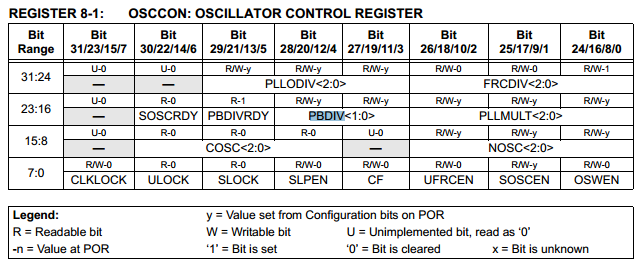 REGISTER 8-1: OSCCON: OSCILLATOR CONTROL REGISTER
Bit Range Bit 31/23/15/7 Bit 30/22/14/6 Bit 29/21/13/5 Bit 28/20/12/4 Bit 27/19/11/3 Bit 26/18/10/2 Bit 25/17/9/1 Bit 24/16/8/0
31:24 U-0 U-0 R/W-y R/W-y R/W-y R/W-0 R/W-0 R/W-1
— — PLLODIV<2:0> FRCDIV<2:0>
23:16 U-0 R-0 R-1 R/W-y R/W-y R/W-y R/W-y R/W-y
— SOSCRDY PBDIVRDY PBDIV<1:0> PLLMULT<2:0>
15:8 U-0 R-0 R-0 R-0 U-0 R/W-y R/W-y R/W-y
— COSC<2:0> — NOSC<2:0>
7:0 R/W-0 R-0 R-0 R/W-0 R/W-0 R/W-0 R/W-y R/W-0
CLKLOCK ULOCK SLOCK SLPEN CF UFRCEN SOSCEN OSWEN
Legend: y = Value set from Configuration bits on POR
R = Readable bit W = Writable bit U = Unimplemented bit, read as ‘0’
-n = Value at POR ‘1’ = Bit is set ‘0’ = Bit is cleared x = Bit is unknown